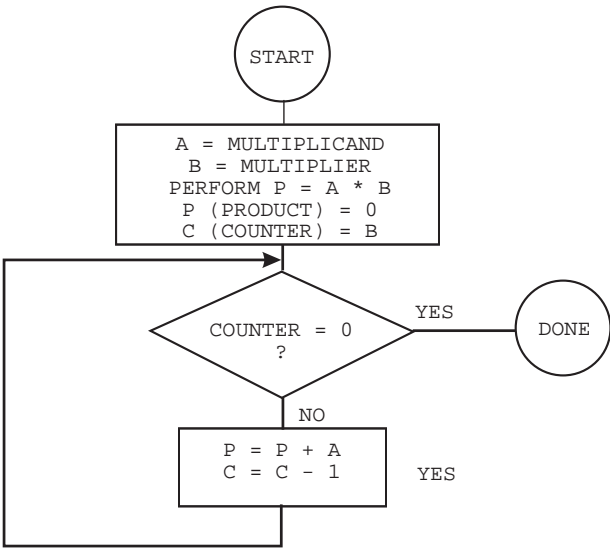 START
A = MULTIPLICAND
B = MULTIPLIER
PERFORM P = A * B
P (PRODUCT) = 0
C (COUNTER) = B
COUNTER = 0
?
YES
DONE
NO
P = P + A
C = C - 1
YES